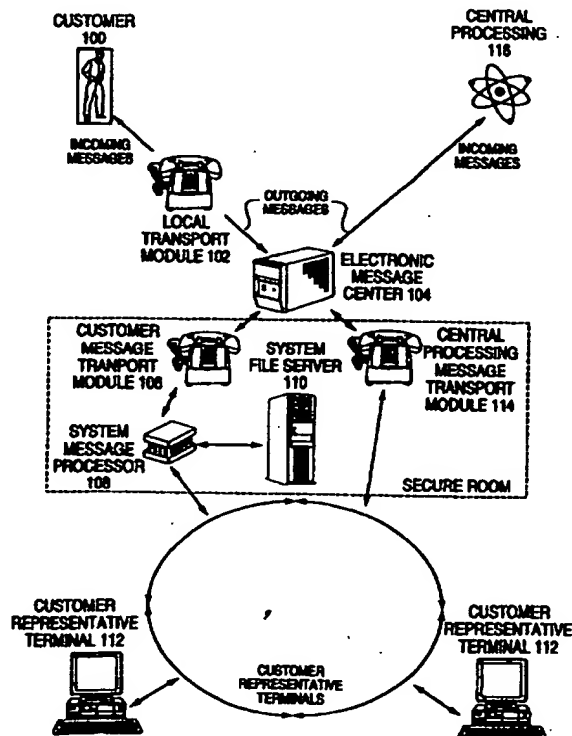 CUSTOMER
100
CENTRAL
PROCESSING
116
INCOMING
MESSAGES
INCOMING
MESSAGES
OUTGOING
MESSAGES
LOCAL
TRANSPORT
MODULE 102
ELECTRONIC
MESSAGE
CENTER 104
CUSTOMER
MESSAGE
TRANPORT
MODULE 106
SYSTEM
FILE SERVER
110
CENTRAL
PROCESSING
MESSAGE
TRANSPORT
MODULE 114
SYSTEM
MESSAGE
PROCESSOR
108
SECURE ROOM
CUSTOMER
REPRESENTATIVE
TERMINAL 112
CUSTOMER
REPRESENTATIVE
TERMINAL 112
CUSTOMER
REPRESENTATIVE
TERMINALS